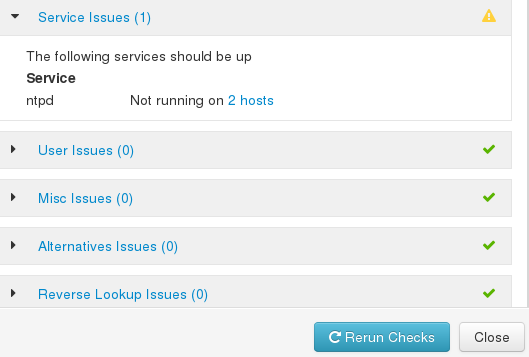 Service Issues (1)
The following services should be up
Service
ntpd Not running on 2 hosts
User Issues (0)
Misc Issues (0)
Alternatives Issues (0)
Reverse Lookup Issues (0)
Rerun Checks Close